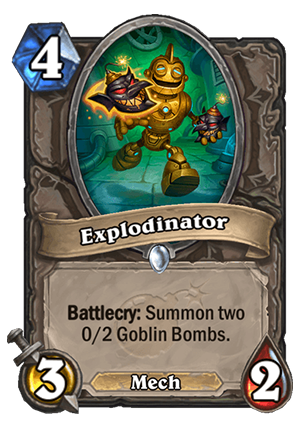 4
Explodinator
Battlecry: Summon two
0/2 Goblin Bombs.
3
Mech
2